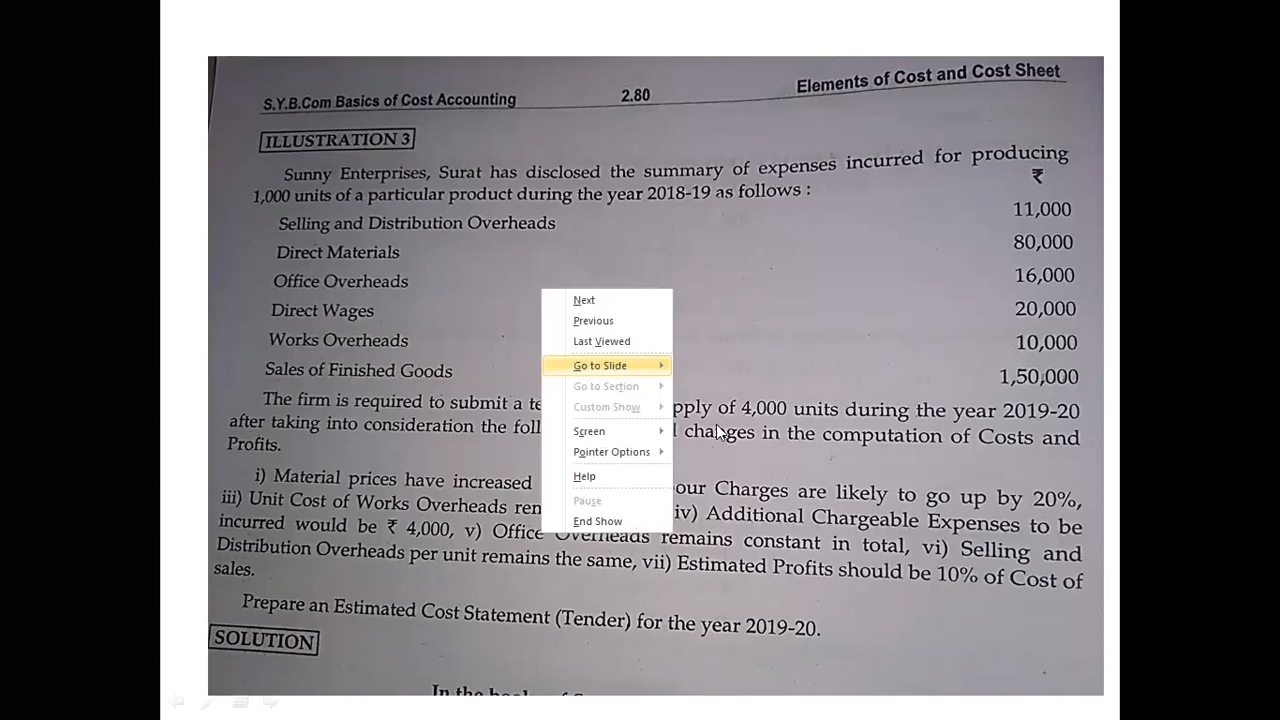 S.Y.B.Com Basics of Cost Accounting 2.80 Elements of Cost and Cost Sheet
ILLUSTRATION 3
Sunny Enterprises, Surat has disclosed the summary of expenses incurred for producing
1,000 units of a particular product during the year 2018-19 as follows : ₹
Selling and Distribution Overheads 11,000
Direct Materials 80,000
Office Overheads 16,000
Direct Wages 20,000
Works Overheads 10,000
Sales of Finished Goods 1,50,000
The firm is required to submit a te pply of 4,000 units during the year 2019-20
after taking into consideration the foll changes in the computation of Costs and
Profits.
i) Material prices have increased our Charges are likely to go up by 20%,
iii) Unit Cost of Works Overheads ren iv) Additional Chargeable Expenses to be
incurred would be ₹ 4,000, v) Office Overheads remains constant in total, vi) Selling and
Distribution Overheads per unit remains the same, vii) Estimated Profits should be 10% of Cost of
sales.
Prepare an Estimated Cost Statement (Tender) for the year 2019-20.
SOLUTION
In the
Next
Previous
Last Viewed
Go to Slide
Go to Section
Custom Show
Screen
Pointer Options
Help
Pause
End Show